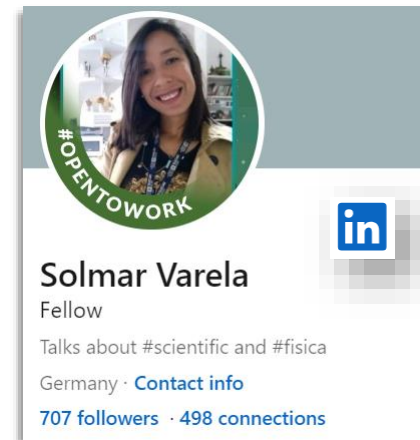 #OPENTOWORK
in
Solmar Varela
Fellow
Talks about #scientific and #fisica
Germany · Contact info
707 followers · 498 connections